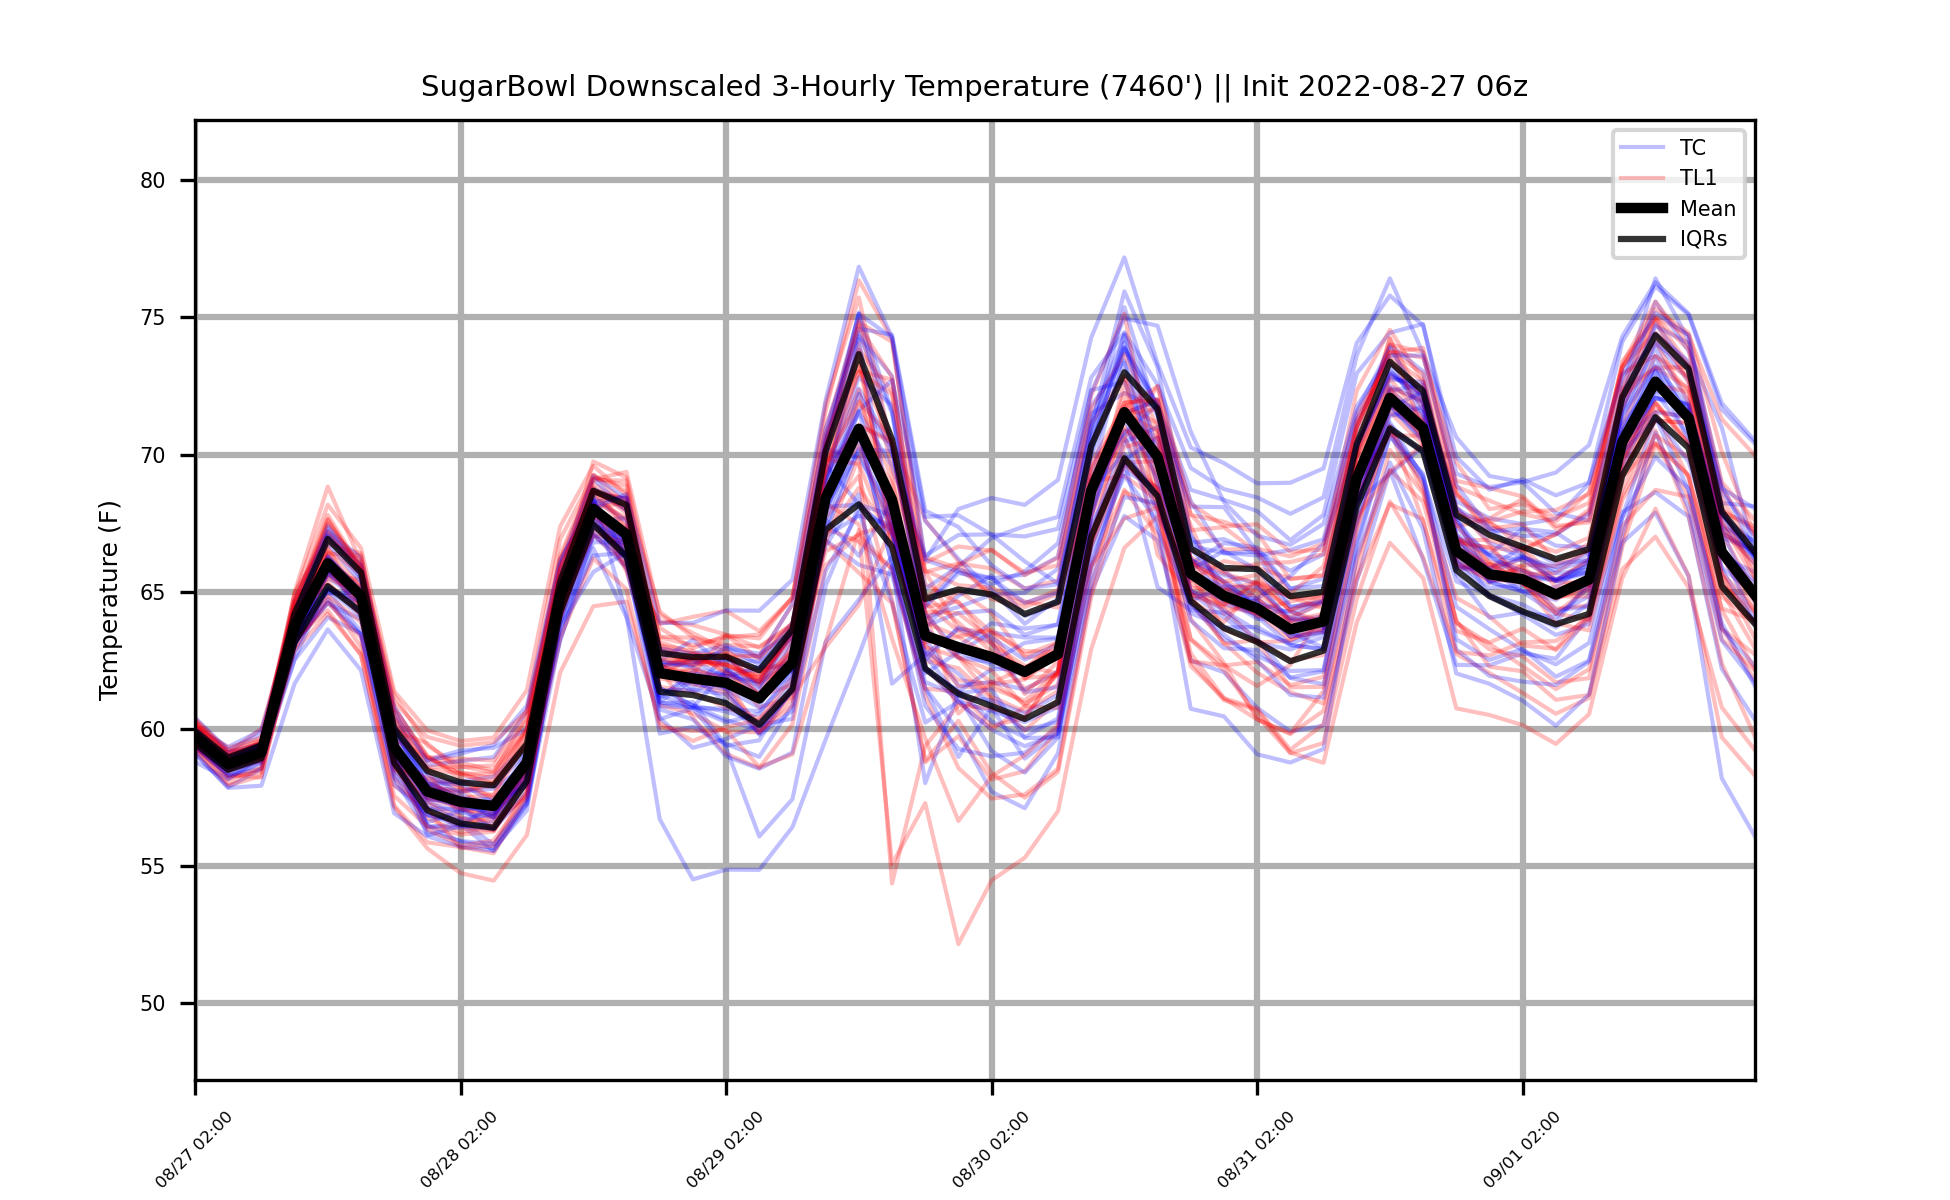 SugarBowl Downscaled 3-Hourly Temperature (7460') || Init 2022-08-27 06z
TC
TL1
Mean
IQRs
Temperature (F)
80
75
70
65
60
55
50
08/27 02:00
08/28 02:00
08/29 02:00
08/30 02:00
08/31 02:00
09/01 02:00